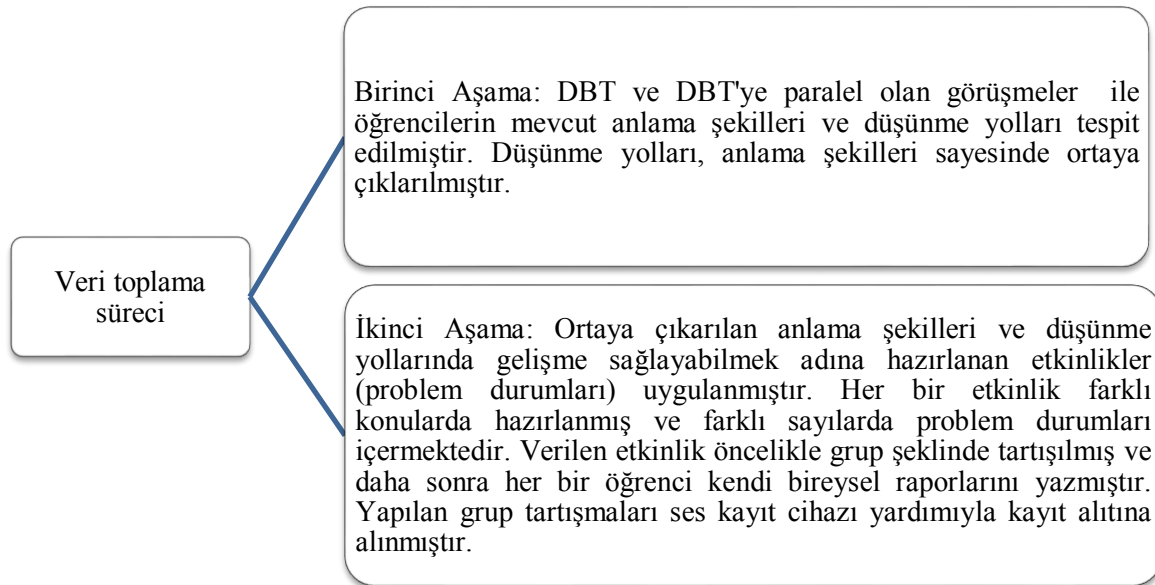 Birinci Aşama: DBT ve DBT'ye paralel olan görüşmeler ile
öğrencilerin mevcut anlama şekilleri ve düşünme yolları tespit
edilmiştir. Düşünme yolları, anlama şekilleri sayesinde ortaya
çıklarılmıştır.
Veri toplama
süreci
İkinci Aşama: Ortaya çıkarılan anlama şekilleri ve düşünme
yollarında gelişme sağlayabilmek adına hazırlanan etkinlikler
(problem durumları) uygulanmıştır. Her bir etkinlik farklı
konularda hazırlanmış ve farklı sayılarda problem durumları
içermektedir. Verilen etkinlik öncelikle grup şeklinde tartışılmış ve
daha sonra her bir öğrenci kendi bireysel raporlarını yazmıştır.
Yapılan grup tartışmaları ses kayıt cihazı yardımıyla kayıt alıtına
alınmıştır.